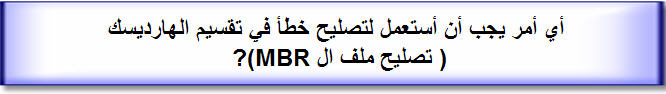 أي أمر يجب أن أستعمل لتصليح خطأ في تقسيم الهارديسك
( تصليح ملف ال MBR)?